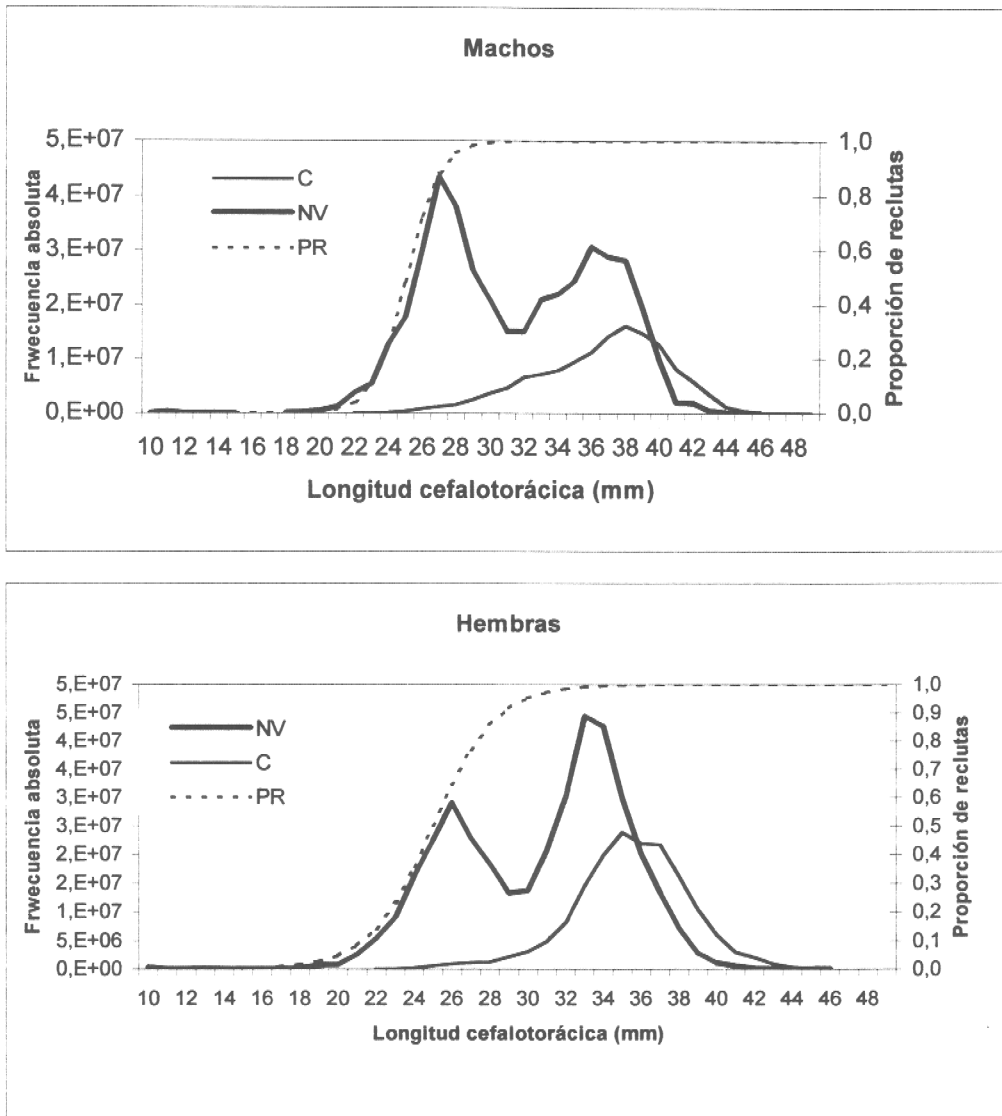 Machos
5,E+07
4,E+07
3,E+07
2,E+07
1,E+07
0,E+00
Frwecuencia absoluta
C
NV
PR
1,0
0,8
0,6
0,4
0,2
0,0
Proporción de reclutas
10 12 14 16 18 20 22 24 26 28 30 32 34 36 38 40 42 44 46 48
Longitud cefalotorácica (mm)
Hembras
5,E+07
5,E+07
4,E+07
4,E+07
3,E+07
3,E+07
2,E+07
2,E+07
1,E+07
5,E+06
0,E+00
Frwecuencia absoluta
NV
C
PR
1,0
0,9
0,8
0,7
0,6
0,5
0,4
0,3
0,2
0,1
0,0
Proporción de reclutas
10 12 14 16 18 20 22 24 26 28 30 32 34 36 38 40 42 44 46 48
Longitud cefalotorácica (mm)